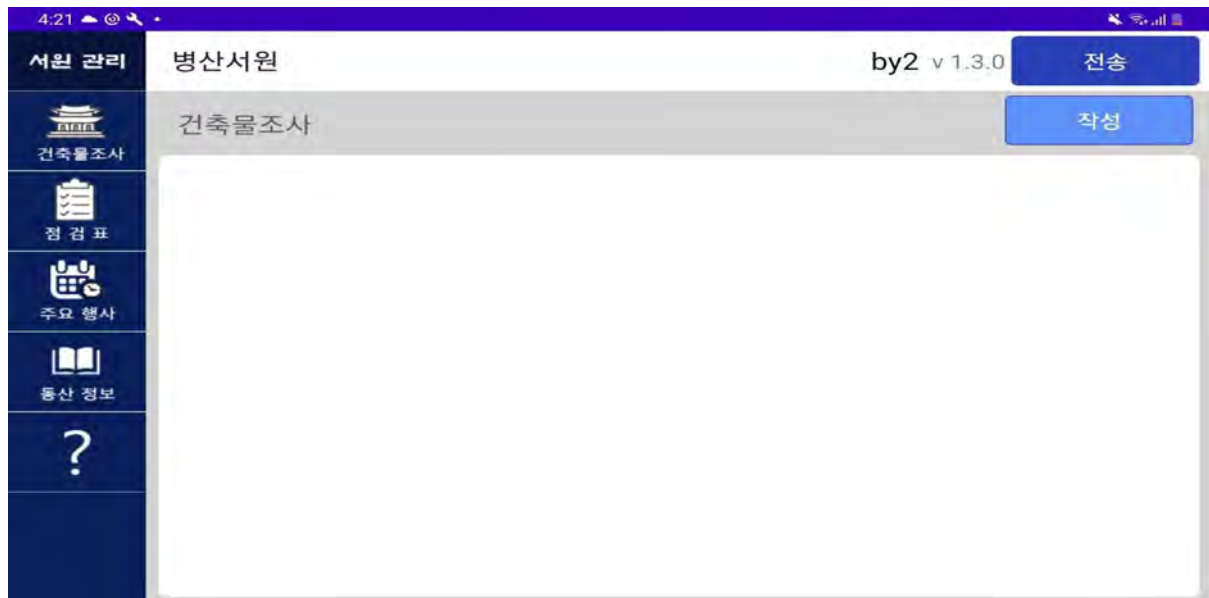 4:21
서원 관리
병산서원
by2 v 1.3.0
전송
건축물조사
작성
건축물조사
점 검 표
주요 행사
동산 정보
?